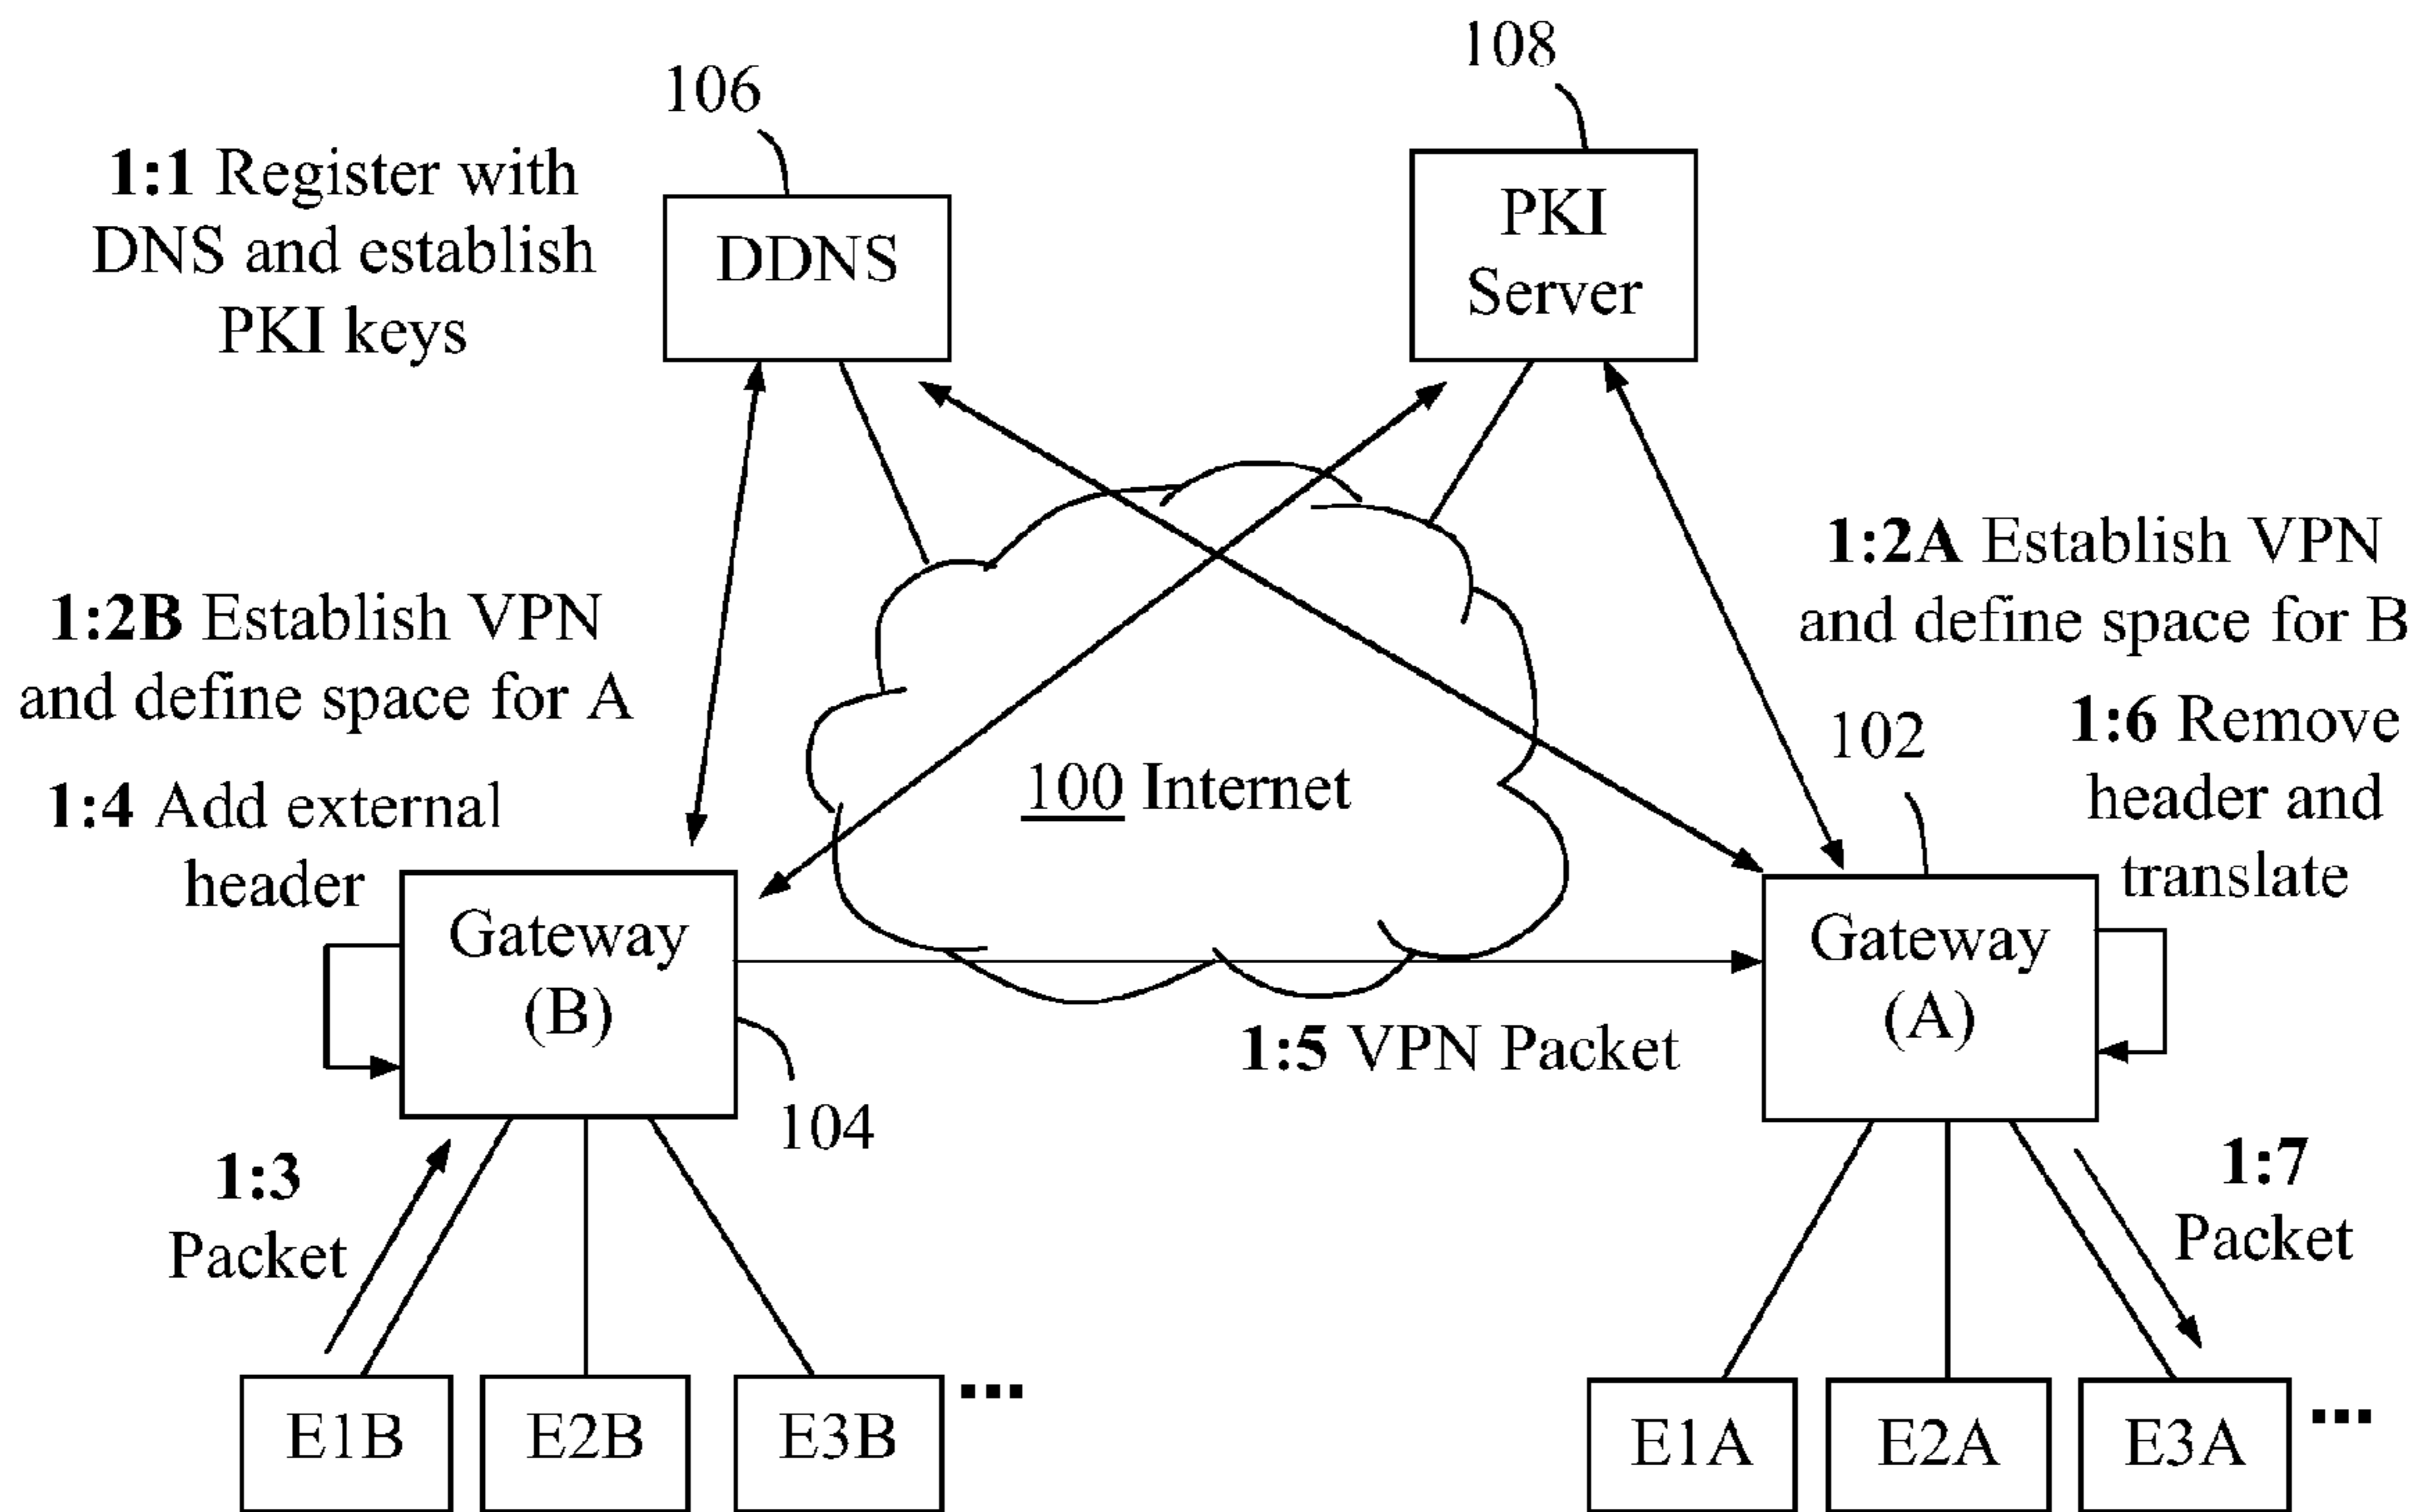 108
106
1:1 Register with
DNS and establish
PKI keys
DDNS
PKI
Server
1:2A Establish VPN
and define space for B
1:2B Establish VPN
and define space for A
102
1:6 Remove
header and
translate
100 Internet
1:4 Add external
header
Gateway
(B)
Gateway
(A)
1:5 VPN Packet
104
1:3
Packet
1:7
Packet
E1B
E2B
E3B
...
E1A
E2A
E3A
...